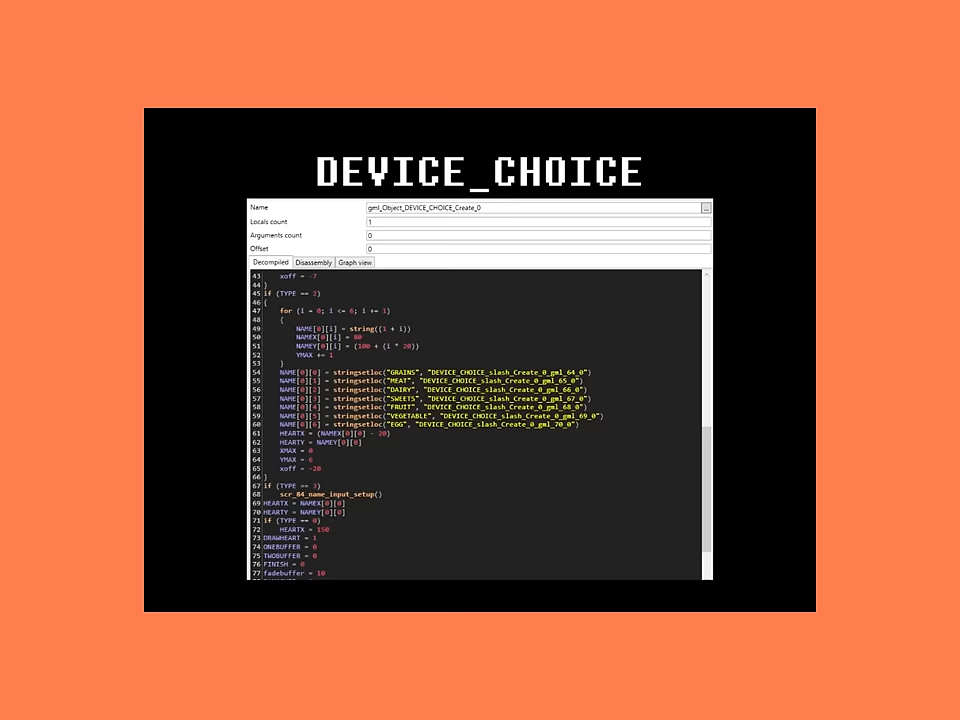 DEVICE_CHOICE
Name gml_Object_DEVICE_CHOICE_Create_0 ...
Locals count 1
Arguments count 0
Offset 0
Decompiled Disassembly Graph view
43 xoff = -7
44 }
45 if (TYPE == 2)
46 {
47 for (i = 0; i <= 6; i += 1)
48 {
49 NAME[0][i] = string((1 + i))
50 NAMEX[0][i] = 80
51 NAMEY[0][i] = (100 + (i * 20))
52 YMAX += 1
53 }
54 NAME[0][0] = stringsetloc("GRAINS", "DEVICE_CHOICE_slash_Create_0_gml_64_0")
55 NAME[0][1] = stringsetloc("MEAT", "DEVICE_CHOICE_slash_Create_0_gml_65_0")
56 NAME[0][2] = stringsetloc("DAIRY", "DEVICE_CHOICE_slash_Create_0_gml_66_0")
57 NAME[0][3] = stringsetloc("SWEETS", "DEVICE_CHOICE_slash_Create_0_gml_67_0")
58 NAME[0][4] = stringsetloc("FRUIT", "DEVICE_CHOICE_slash_Create_0_gml_68_0")
59 NAME[0][5] = stringsetloc("VEGETABLE", "DEVICE_CHOICE_slash_Create_0_gml_69_0")
60 NAME[0][6] = stringsetloc("EGG", "DEVICE_CHOICE_slash_Create_0_gml_70_0")
61 HEARTX = (NAMEX[0][0] - 20)
62 HEARTY = NAMEY[0][0]
63 XMAX = 0
64 YMAX = 6
65 xoff = -20
66 }
67 if (TYPE == 3)
68 scr_84_name_input_setup()
69 HEARTX = NAMEX[0][0]
70 HEARTY = NAMEY[0][0]
71 if (TYPE == 0)
72 HEARTX = 150
73 DRAWHEART = 1
74 ONEBUFFER = 0
75 TWOBUFFER = 0
76 FINISH = 0
77 fadebuffer = 10